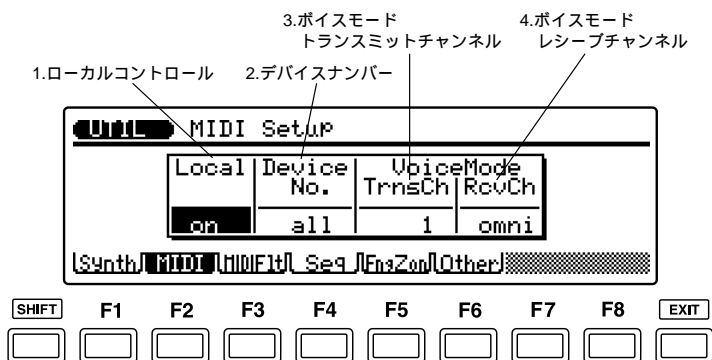 3.ボイスモード
トランスミットチャンネル
4.ボイスモード
レシーブチャンネル
1.ローカルコントロール
2.デバイスナンバー
UTIL MIDI Setup
Local Device No. VoiceMode
TrnsCh RcvCh
on all 1 omni
Synth MIDI MIDIFlt Seq FngZon Other
SHIFT F1 F2 F3 F4 F5 F6 F7 F8 EXIT